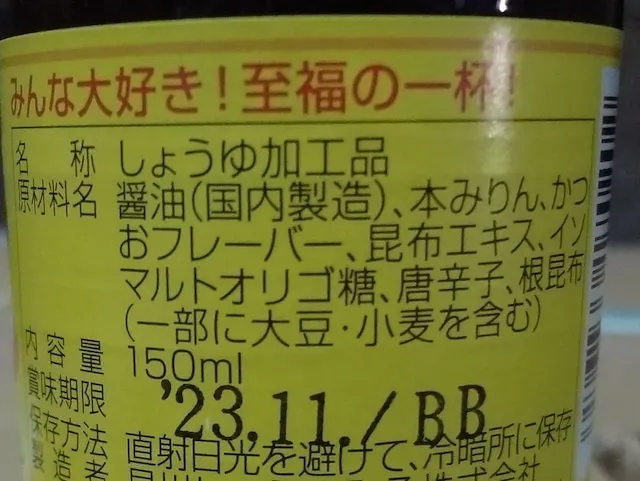 みんな大好き!至福の一杯!
名称 しょうゆ加工品
原材料名 醤油(国内製造)、本みりん、かつ
おフレーバー、昆布エキス、イソ
マルトオリゴ糖、唐辛子、根昆布
(一部に大豆・小麦を含む)
内容量 150ml
賞味期限 '23.11./BB
保存方法 直射日光を避けて、冷暗所に保存
製造者